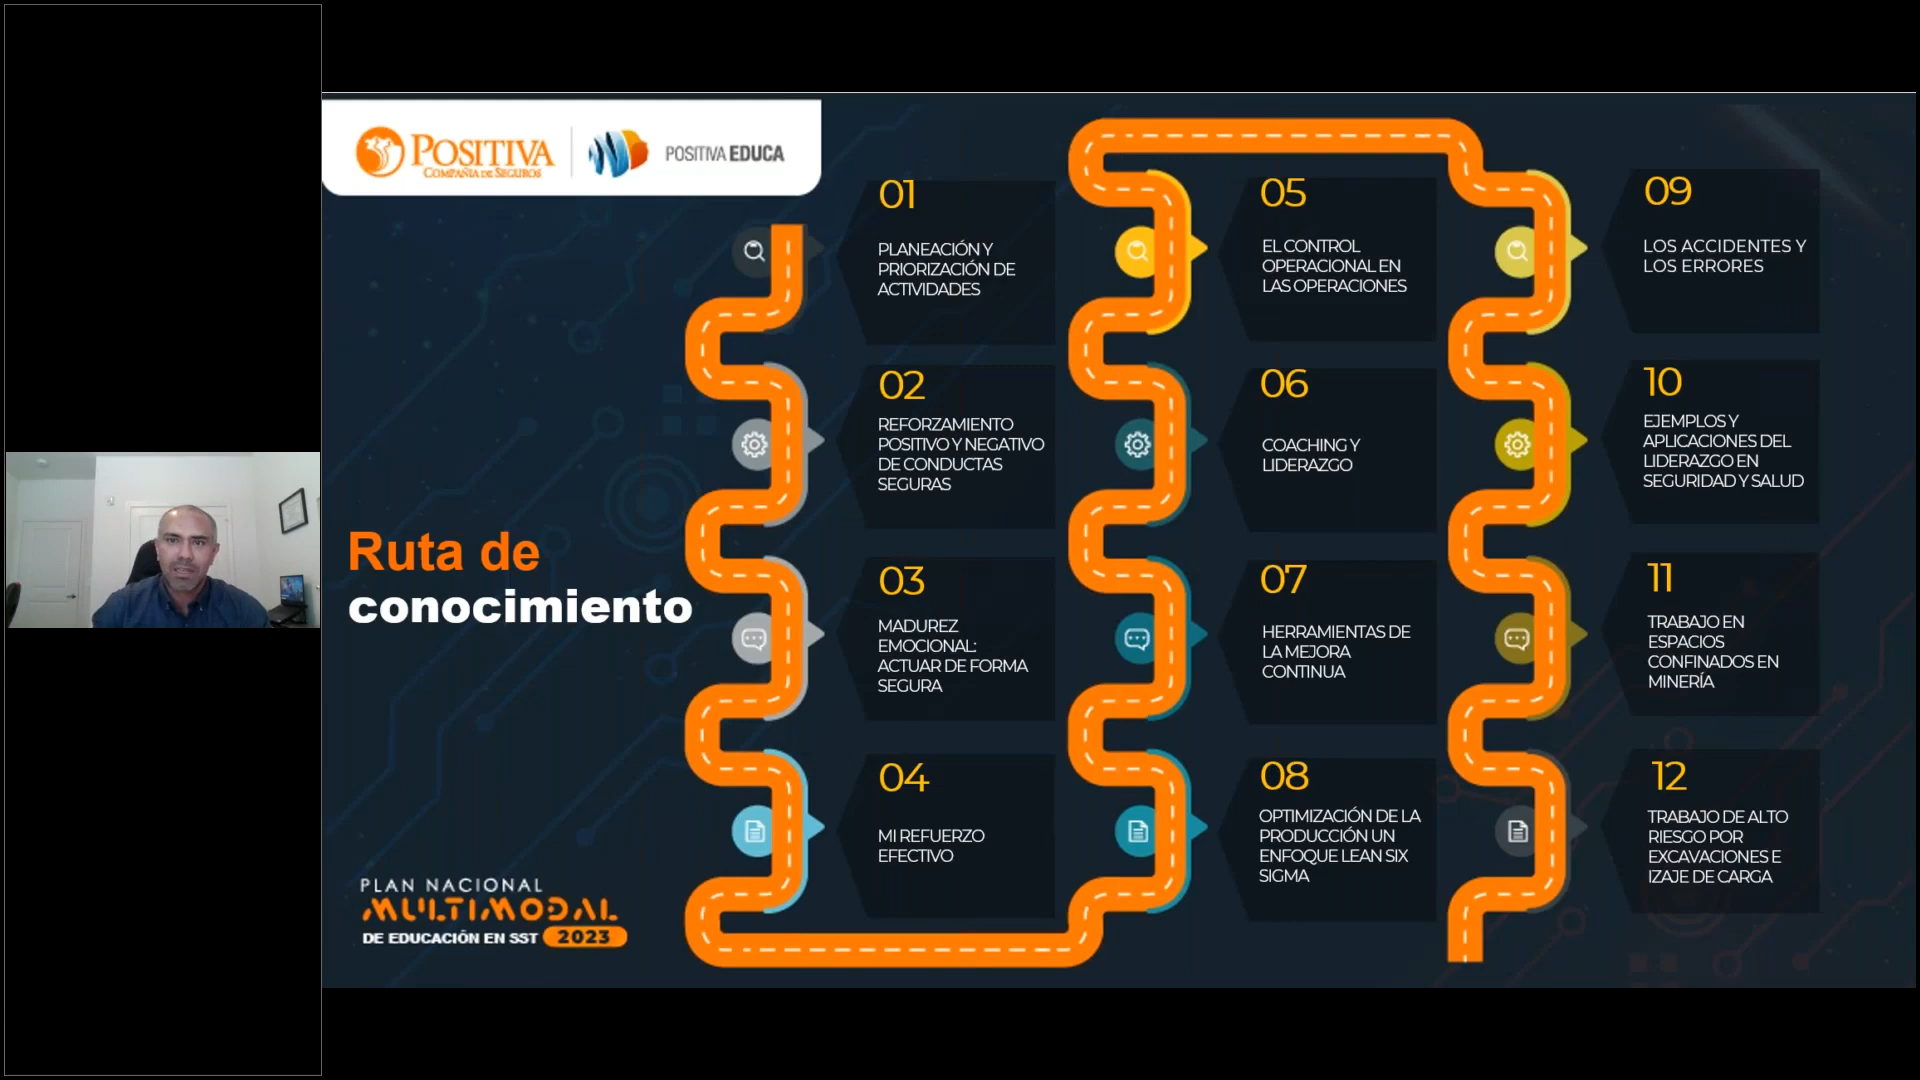 POSITIVA
COMPAÑIA DE SEGUROS
POSITIVA EDUCA
Ruta de
conocimiento
PLAN NACIONAL
MULTIMODAL
DE EDUCACIÓN EN SST 2023
01
PLANEACIÓN Y
PRIORIZACIÓN DE
ACTIVIDADES
02
REFORZAMIENTO
POSITIVO Y NEGATIVO
DE CONDUCTAS
SEGURAS
03
MADUREZ
EMOCIONAL:
ACTUAR DE FORMA
SEGURA
04
MI REFUERZO
EFECTIVO
05
EL CONTROL
OPERACIONAL EN
LAS OPERACIONES
06
COACHING Y
LIDERAZGO
07
HERRAMIENTAS DE
LA MEJORA
CONTINUA
08
OPTIMIZACIÓN DE LA
PRODUCCIÓN UN
ENFOQUE LEAN SIX
SIGMA
09
LOS ACCIDENTES Y
LOS ERRORES
10
EJEMPLOS Y
APLICACIONES DEL
LIDERAZGO EN
SEGURIDAD Y SALUD
11
TRABAJO EN
ESPACIOS
CONFINADOS EN
MINERÍA
12
TRABAJO DE ALTO
RIESGO POR
EXCAVACIONES E
IZAJE DE CARGA